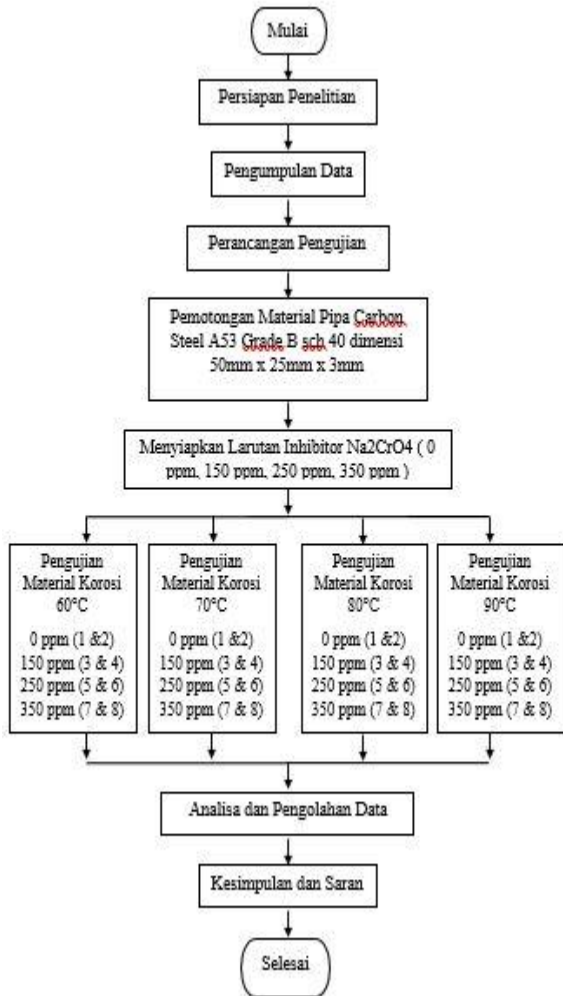 Mulai
Persiapan Penelitian
Pengumpulan Data
Perancangan Pengujian
Pemotongan Material Pipa Carbon
Steel A53 Grade B sch 40 dimensi
50mm x 25mm x 3mm
Menyiapkan Larutan Inhibitor Na2CrO4 ( 0
ppm, 150 ppm, 250 ppm, 350 ppm )
Pengujian
Material Korosi
60°C
0 ppm (1 &2)
150 ppm (3 & 4)
250 ppm (5 & 6)
350 ppm (7 & 8)
Pengujian
Material Korosi
70°C
0 ppm (1 &2)
150 ppm (3 & 4)
250 ppm (5 & 6)
350 ppm (7 & 8)
Pengujian
Material Korosi
80°C
0 ppm (1 &2)
150 ppm (3 & 4)
250 ppm (5 & 6)
350 ppm (7 & 8)
Pengujian
Material Korosi
90°C
0 ppm (1 &2)
150 ppm (3 & 4)
250 ppm (5 & 6)
350 ppm (7 & 8)
Analisa dan Pengolahan Data
Kesimpulan dan Saran
Selesai